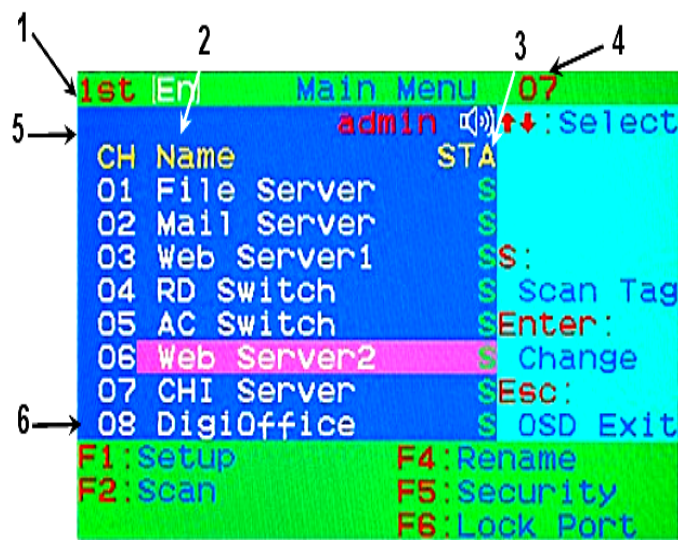 1 2 3 4
1st En Main Menu 07
5 admin ↑↓:Select
CH Name STA
01 File Server S
02 Mail Server S
03 Web Server1 S S:
04 RD Switch S Scan Tag
05 AC Switch S Enter:
06 Web Server2 S Change
07 CHI Server S Esc:
6 08 DigiOffice S OSD Exit
F1:Setup F4:Rename
F2:Scan F5:Security
F6:Lock Port